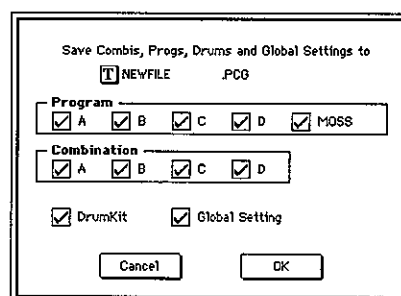 Save Combis, Progs, Drums and Global Settings to
T NEWFILE .PCG
Program
A B C D MOSS
Combination
A B C D
DrumKit Global Setting
Cancel OK